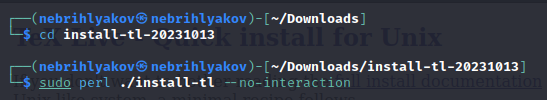 ┌──(nebrihlyakov㉿nebrihlyakov)-[~/Downloads]
└─$ cd install-tl-20231013
┌──(nebrihlyakov㉿nebrihlyakov)-[~/Downloads/install-tl-20231013]
└─$ sudo perl ./install-tl --no-interaction